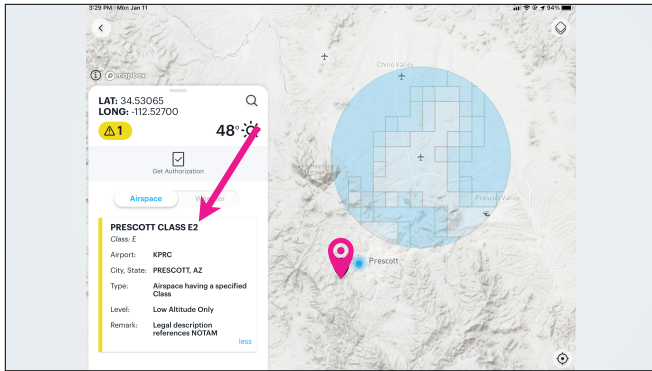 3:29 PM Mon Jan 11
94%
mapbox
Chino Valley
LAT: 34.53065
LONG: -112.52700
1
48°
Get Authorization
Airspace
PRESCOTT CLASS E2
Class: E
Airport: KPRC
City, State: PRESCOTT, AZ
Type: Airspace having a specified
Class
Level: Low Altitude Only
Remark: Legal description
references NOTAM
less
Prescott Valley
Prescott